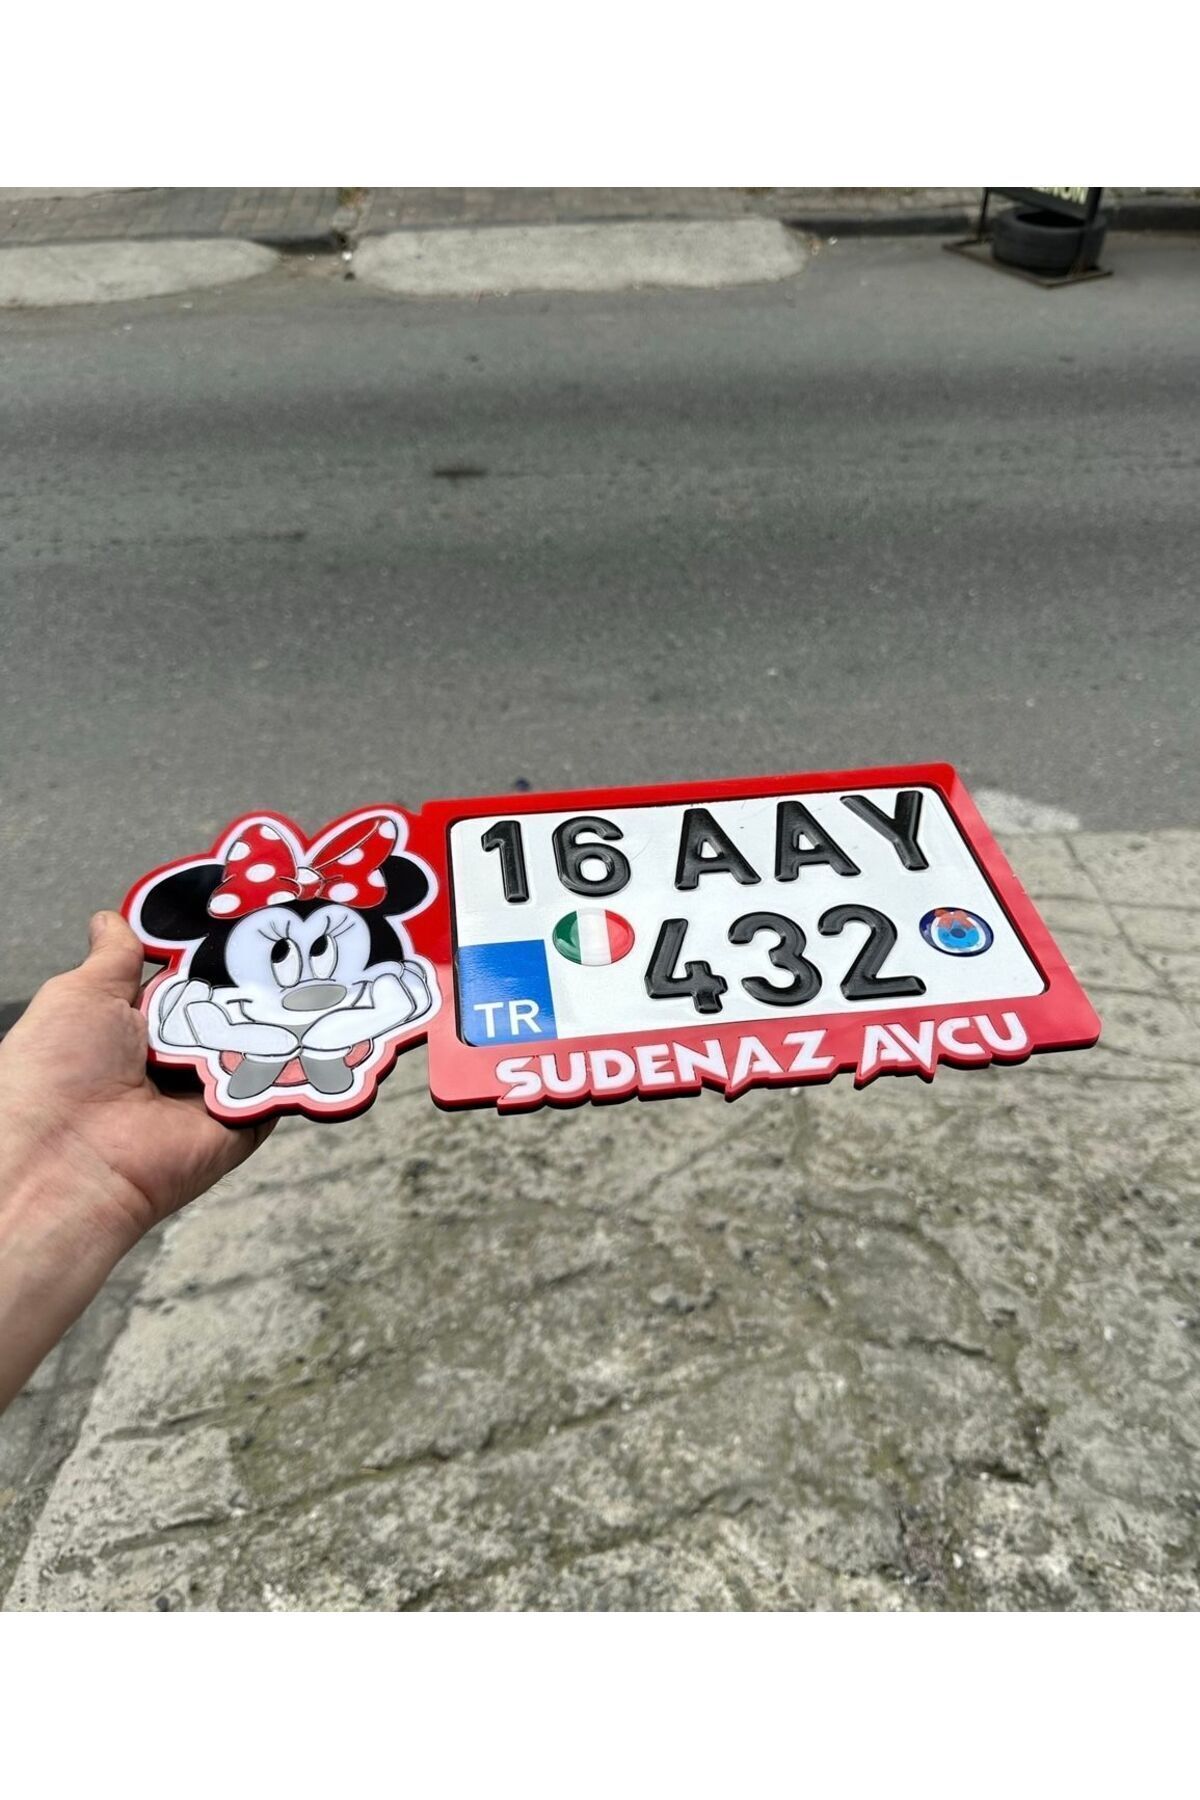 16 AAY
432
TR
SUDENAZ AVCU